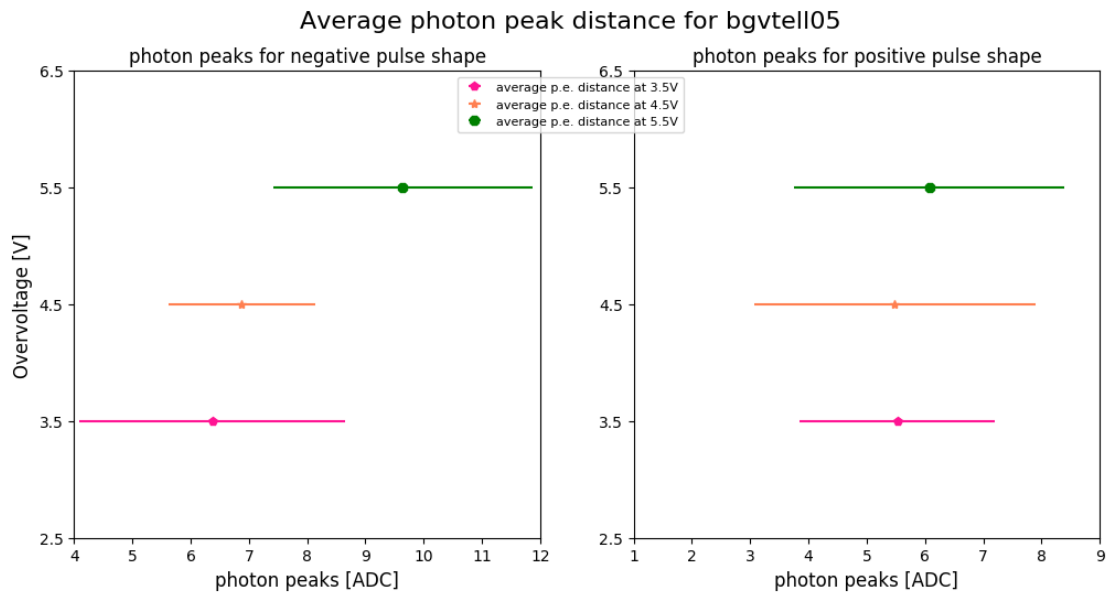 Average photon peak distance for bgvtell05
photon peaks for negative pulse shape
photon peaks for positive pulse shape
average p.e. distance at 3.5V
average p.e. distance at 4.5V
average p.e. distance at 5.5V
Overvoltage [V]
6.5
5.5
4.5
3.5
2.5
4 5 6 7 8 9 10 11 12
photon peaks [ADC]
6.5
5.5
4.5
3.5
2.5
1 2 3 4 5 6 7 8 9
photon peaks [ADC]